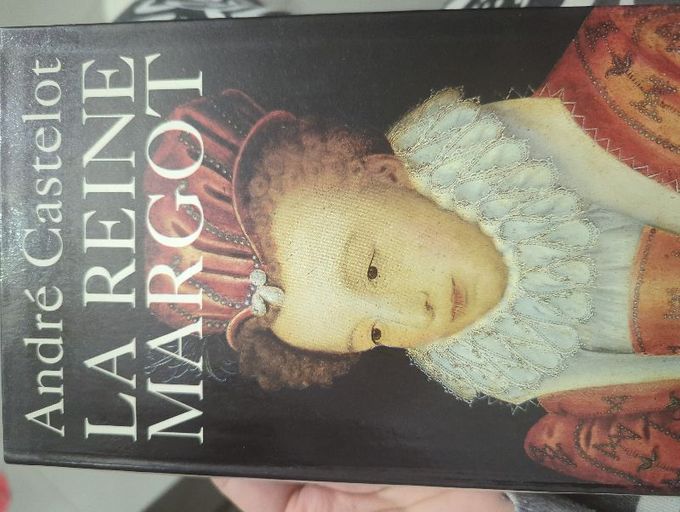 André Castelot
LA REINE
MARGOT